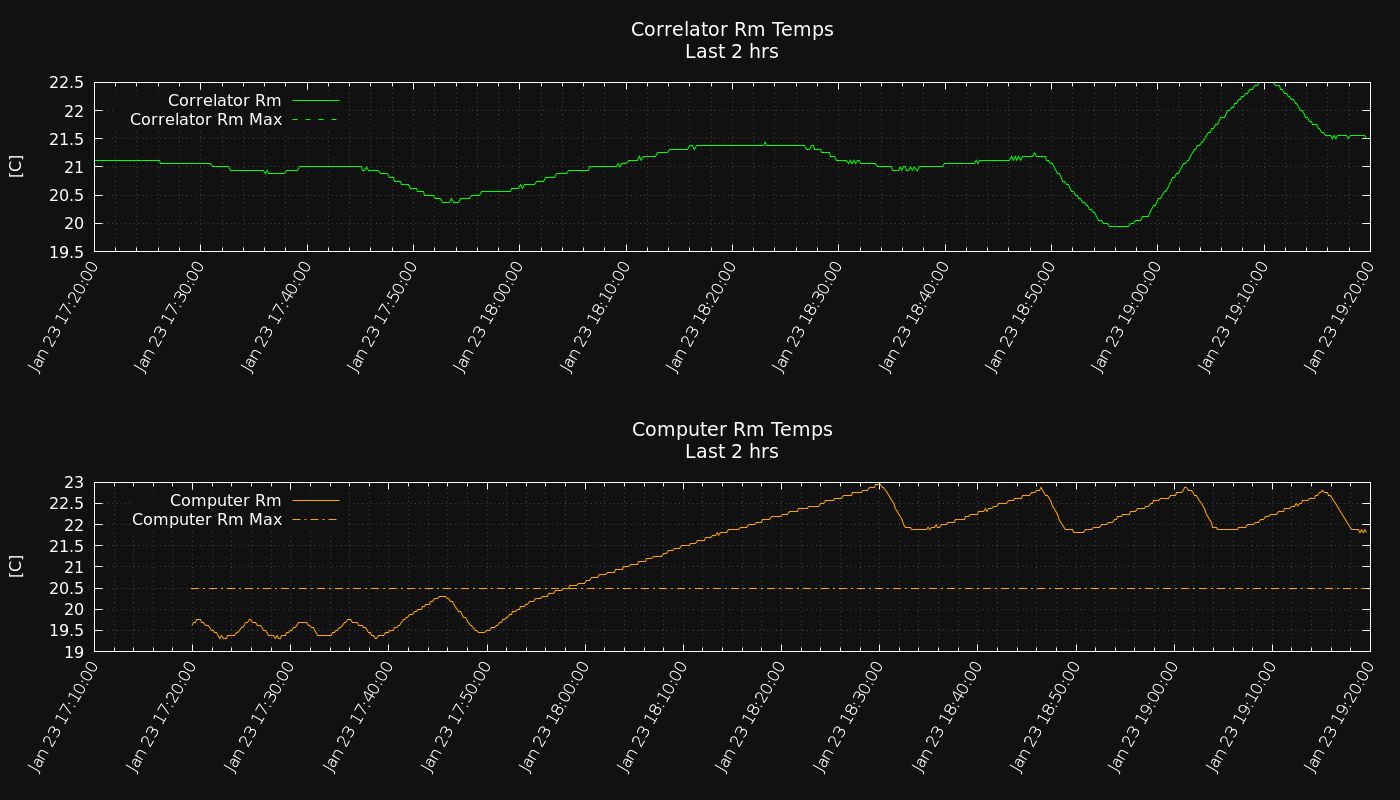 Correlator Rm Temps
Last 2 hrs
22.5
22
21.5
21
20.5
20
19.5
[C]
Correlator Rm
Correlator Rm Max
Jan 23 17:20:00
Jan 23 17:30:00
Jan 23 17:40:00
Jan 23 17:50:00
Jan 23 18:00:00
Jan 23 18:10:00
Jan 23 18:20:00
Jan 23 18:30:00
Jan 23 18:40:00
Jan 23 18:50:00
Jan 23 19:00:00
Jan 23 19:10:00
Jan 23 19:20:00
Computer Rm Temps
Last 2 hrs
23
22.5
22
21.5
21
20.5
20
19.5
19
[C]
Computer Rm
Computer Rm Max
Jan 23 17:10:00
Jan 23 17:20:00
Jan 23 17:30:00
Jan 23 17:40:00
Jan 23 17:50:00
Jan 23 18:00:00
Jan 23 18:10:00
Jan 23 18:20:00
Jan 23 18:30:00
Jan 23 18:40:00
Jan 23 18:50:00
Jan 23 19:00:00
Jan 23 19:10:00
Jan 23 19:20:00